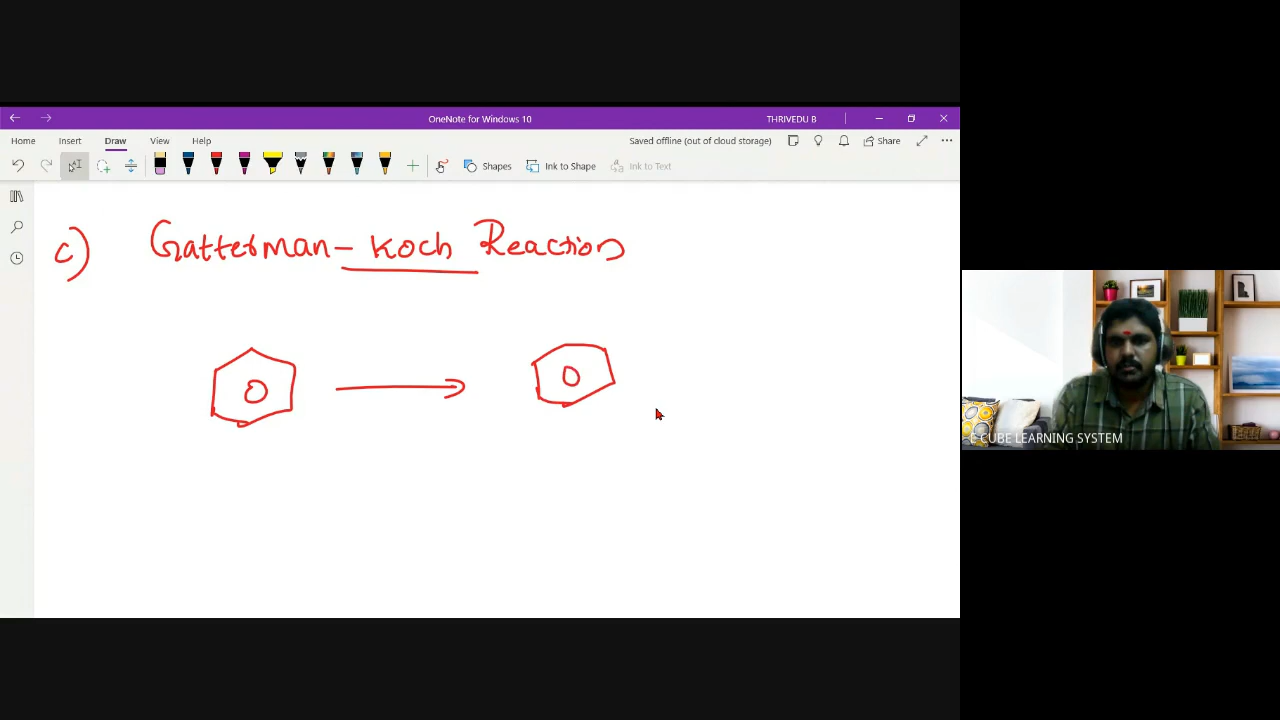 OneNote for Windows 10
THRIVEDU B
Home Insert Draw View Help
Saved offline (out of cloud storage)
Share
Shapes
Ink to Shape
Ink to Text
c) Gatterman - Koch Reaction
CUBE LEARNING SYSTEM